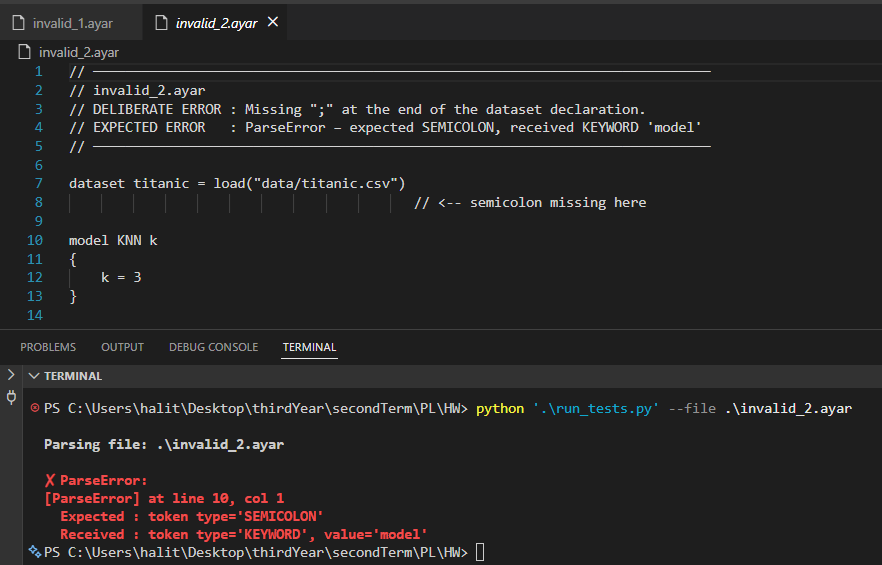 invalid_1.ayar
invalid_2.ayar ×
invalid_2.ayar
1 // ──────────────────────────────────────────
2 // invalid_2.ayar
3 // DELIBERATE ERROR : Missing ";" at the end of the dataset declaration.
4 // EXPECTED ERROR   : ParseError – expected SEMICOLON, received KEYWORD 'model'
5 // ──────────────────────────────────────────
6
7 dataset titanic = load("data/titanic.csv")
8 // <-- semicolon missing here
9
10 model KNN k
11 {
12     k = 3
13 }
14
PROBLEMS OUTPUT DEBUG CONSOLE TERMINAL
TERMINAL
PS C:\Users\halit\Desktop\thirdYear\secondTerm\PL\HW> python '.\run_tests.py' --file .\invalid_2.ayar
Parsing file: .\invalid_2.ayar
✗ ParseError:
[ParseError] at line 10, col 1
  Expected : token type='SEMICOLON'
  Received : token type='KEYWORD', value='model'
PS C:\Users\halit\Desktop\thirdYear\secondTerm\PL\HW>